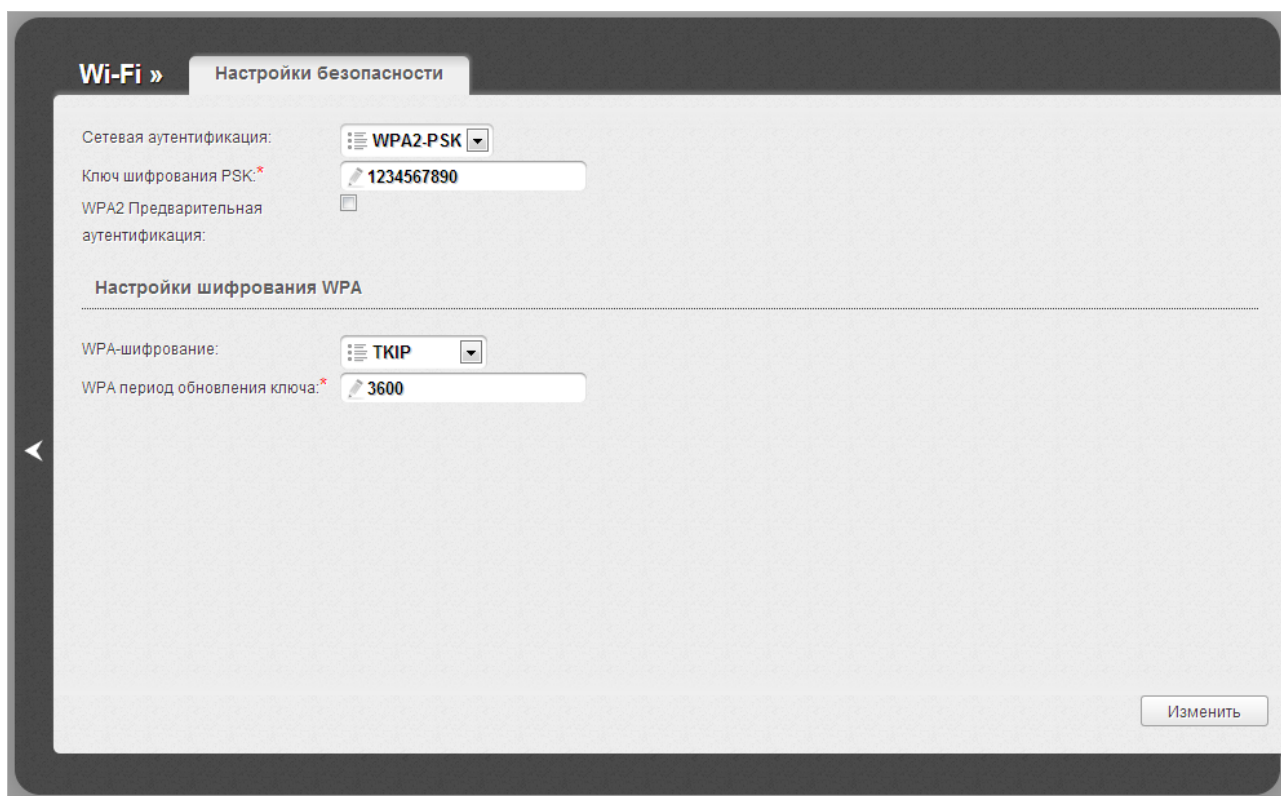 Wi-Fi »
Настройки безопасности
Сетевая аутентификация:
WPA2-PSK
Ключ шифрования PSK:*
1234567890
WPA2 Предварительная
аутентификация:
Настройки шифрования WPA
WPA-шифрование:
TKIP
WPA период обновления ключа:*
3600
Изменить